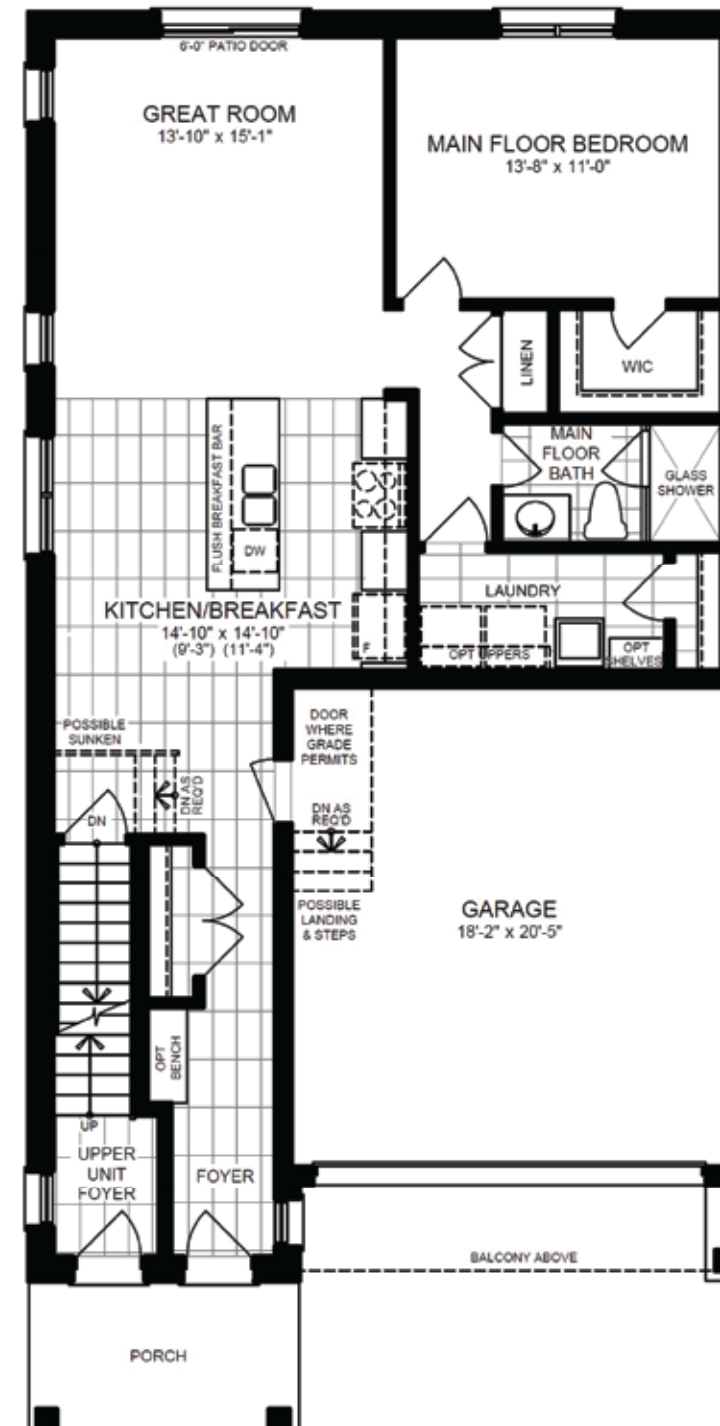 6'-0" PATIO DOOR
GREAT ROOM
13'-10" x 15'-1"
MAIN FLOOR BEDROOM
13'-8" x 11'-0"
LINEN
WIC
MAIN
FLOOR
BATH
GLASS
SHOWER
FLUSH BREAKFAST BAR
DW
KITCHEN/BREAKFAST
14'-10" x 14'-10"
(9'-3") (11'-4")
F
LAUNDRY
OPT UPPERS
OPT
SHELVES
POSSIBLE
SUNKEN
DN AS
REQ'D
DN
DOOR
WHERE
GRADE
PERMITS
DN AS
REQ'D
POSSIBLE
LANDING
& STEPS
GARAGE
18'-2" x 20'-5"
OPT
BENCH
UP
UPPER
UNIT
FOYER
FOYER
BALCONY ABOVE
PORCH